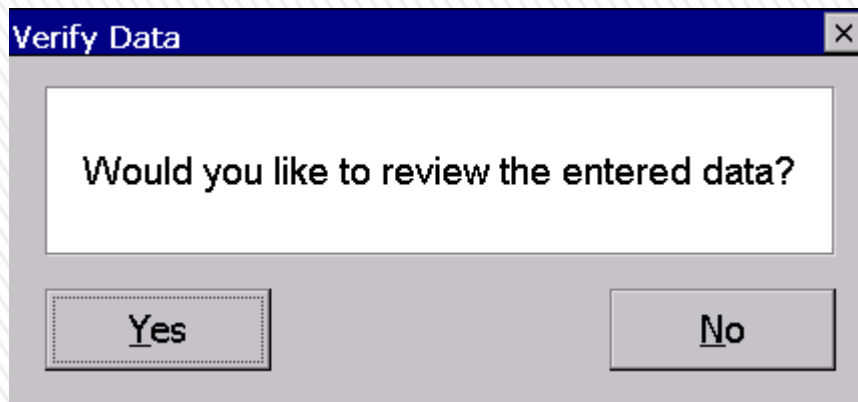 Verify Data
Would you like to review the entered data?
Yes
No